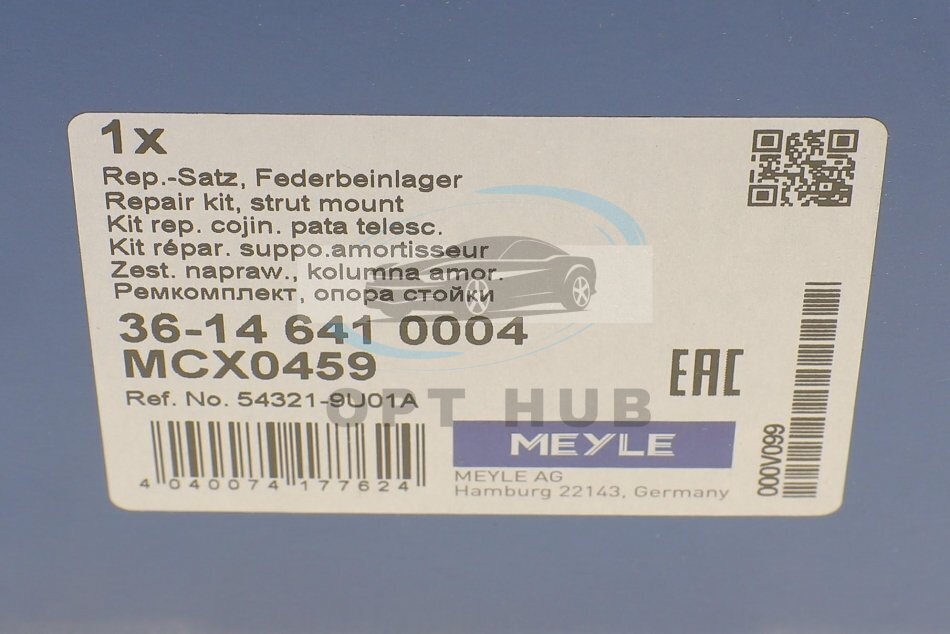 1x
Rep.-Satz, Federbeinlager
Repair kit, strut mount
Kit rep. cojin. pata telesc.
Kit répar. suppo.amortisseur
Zest. napraw., kolumna amor.
Ремкомплект, опора стойки
36-14 641 0004
MCX0459
EAC
Ref. No. 54321-9U01A
OPT HUB
4 040074 177624
MEYLE
MEYLE AG
Hamburg 22143, Germany
000V099